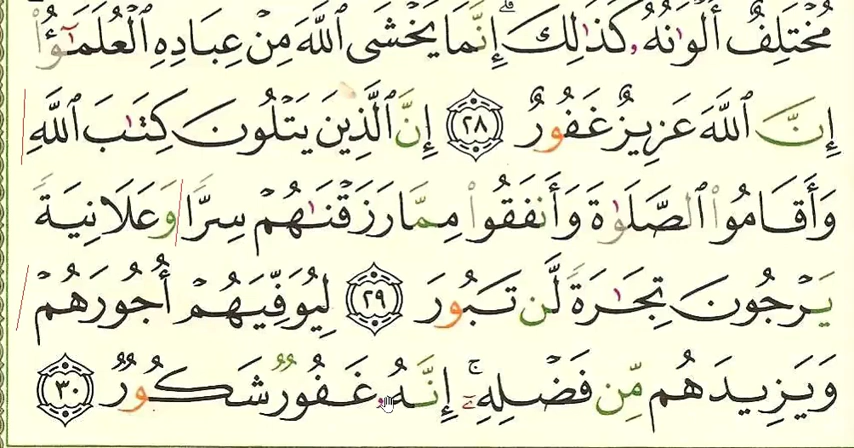 مُخْتَلِفٌ أَلْوَٰنُهُۥ كَذَٰلِكَ ۗ إِنَّمَا يَخْشَى ٱللَّهَ مِنْ عِبَادِهِ ٱلْعُلَمَـٰٓؤُا۟
إِنَّ ٱللَّهَ عَزِيزٌ غَفُورٌ ٢٨ إِنَّ ٱلَّذِينَ يَتْلُونَ كِتَـٰبَ ٱللَّهِ
وَأَقَامُوا۟ ٱلصَّلَوٰةَ وَأَنفَقُوا۟ مِمَّا رَزَقْنَـٰهُمْ سِرًّا وَعَلَانِيَةً
يَرْجُونَ تِجَـٰرَةً لَّن تَبُورَ ٢٩ لِيُوَفِّيَهُمْ أُجُورَهُمْ
وَيَزِيدَهُم مِّن فَضْلِهِۦٓ ۚ إِنَّهُۥ غَفُورٌ شَكُورٌ ٣٠